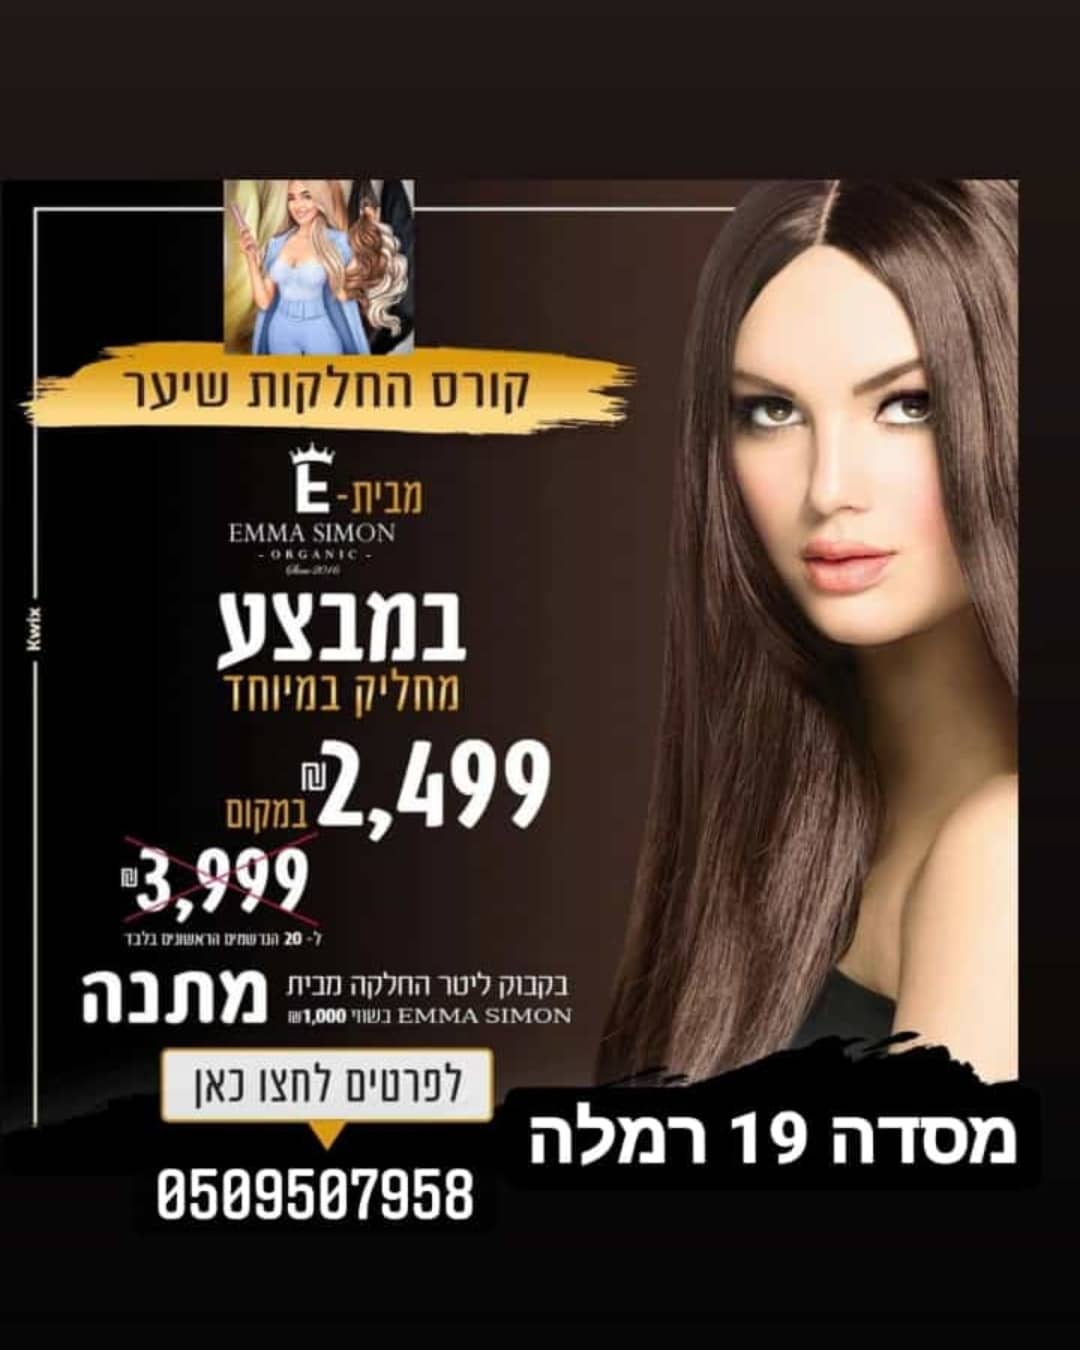 קורס החלקות שיער
מבית-E
EMMA SIMON
- ORGANIC -
Since 2016
Kwix
במבצע
מחליק במיוחד
2,499₪
במקום
3,999₪
ל- 20 הנרשמים הראשונים בלבד
בקבוק ליטר החלקה מבית
EMMA SIMON בשווי 1,000₪
מתנה
לפרטים לחצו כאן
מסדה 19 רמלה
0509507958